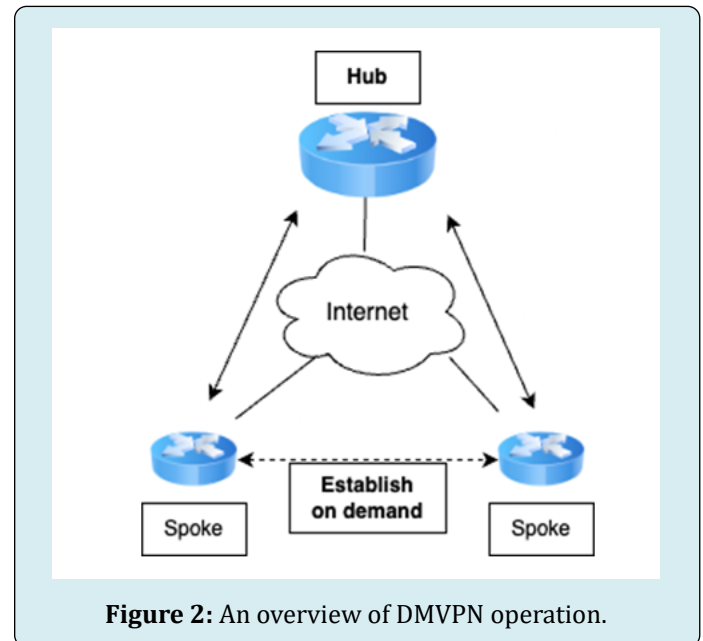 Hub
Internet
Establish
on demand
Spoke
Spoke
Figure 2: An overview of DMVPN operation.